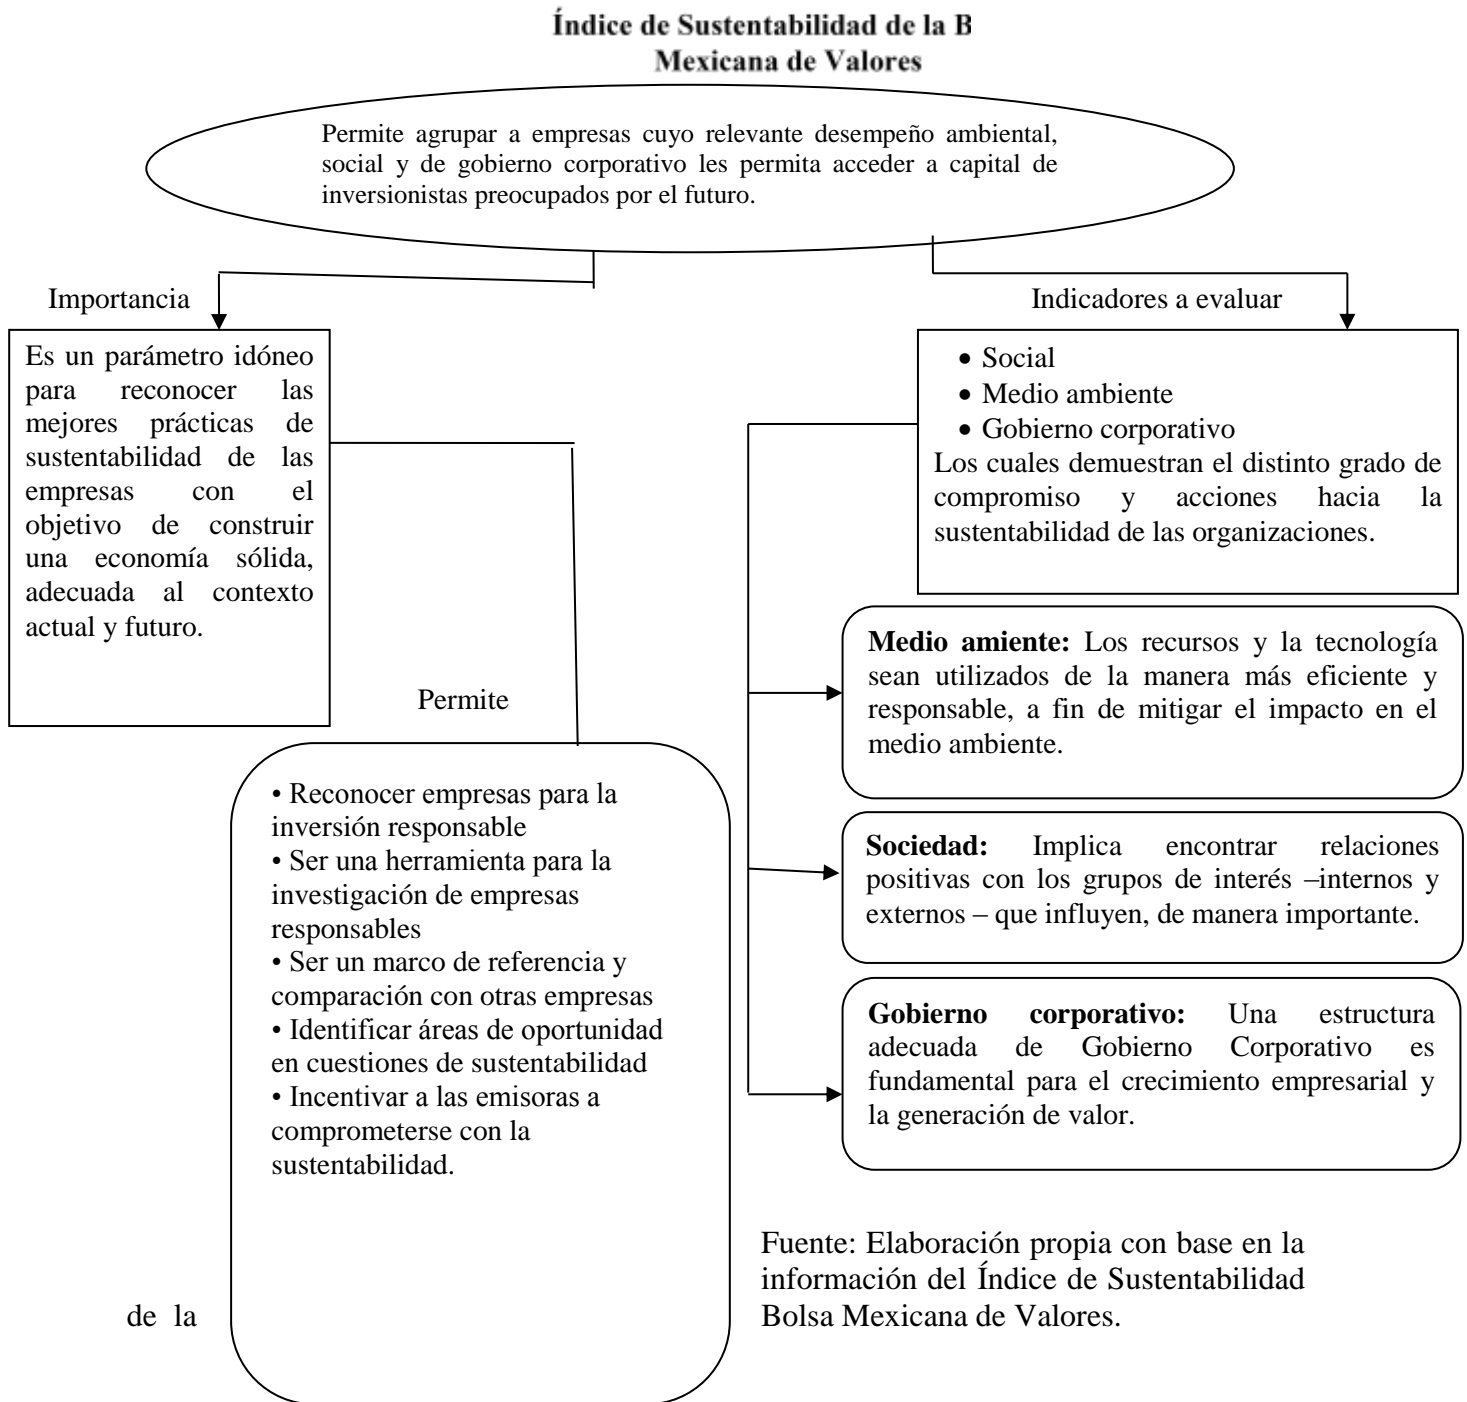 Índice de Sustentabilidad de la B
Mexicana de Valores
Permite agrupar a empresas cuyo relevante desempeño ambiental,
social y de gobierno corporativo les permita acceder a capital de
inversionistas preocupados por el futuro.
Importancia
Indicadores a evaluar
Es un parámetro idóneo
para reconocer las
mejores prácticas de
sustentabilidad de las
empresas con el
objetivo de construir
una economía sólida,
adecuada al contexto
actual y futuro.
• Social
• Medio ambiente
• Gobierno corporativo
Los cuales demuestran el distinto grado de
compromiso y acciones hacia la
sustentabilidad de las organizaciones.
Permite
• Reconocer empresas para la
inversión responsable
• Ser una herramienta para la
investigación de empresas
responsables
• Ser un marco de referencia y
comparación con otras empresas
• Identificar áreas de oportunidad
en cuestiones de sustentabilidad
• Incentivar a las emisoras a
comprometerse con la
sustentabilidad.
Medio amiente: Los recursos y la tecnología
sean utilizados de la manera más eficiente y
responsable, a fin de mitigar el impacto en el
medio ambiente.
Sociedad: Implica encontrar relaciones
positivas con los grupos de interés –internos y
externos – que influyen, de manera importante.
Gobierno corporativo: Una estructura
adecuada de Gobierno Corporativo es
fundamental para el crecimiento empresarial y
la generación de valor.
Fuente: Elaboración propia con base en la
información del Índice de Sustentabilidad
de la Bolsa Mexicana de Valores.